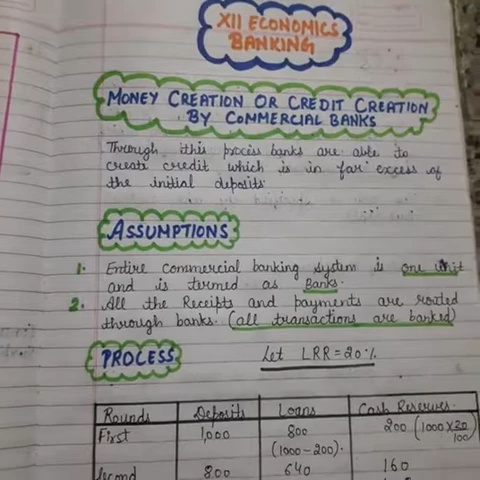 XII ECONOMICS
BANKING
MONEY CREATION OR CREDIT CREATION
BY COMMERCIAL BANKS
Through this process banks are able to
create credit which is in far excess of
the initial deposits
ASSUMPTIONS
1. Entire commercial banking system is one unit
and is termed as Banks.
2. All the Receipts and payments are routed
through banks. (all transactions are banked)
PROCESS Let LRR=20%
Rounds Deposits Loans Cash Reserves.
First 1,000 800 200 (1000 × 20/100)
(1000-200).
Second 800 640 160